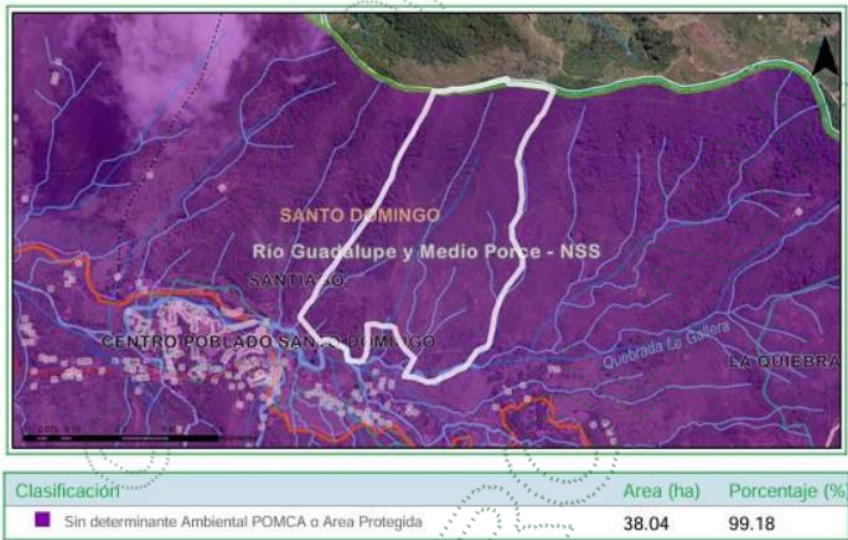 N
SANTO DOMINGO
Río Guadalupe y Medio Porce - NSS
SANTIAGO
CENTRO POBLADO SANTO DOMINGO
Quebrada La Gallera
LA QUIEBRA
Clasificación Area (ha) Porcentaje (%)
Sin determinante Ambiental POMCA o Area Protegida 38.04 99.18